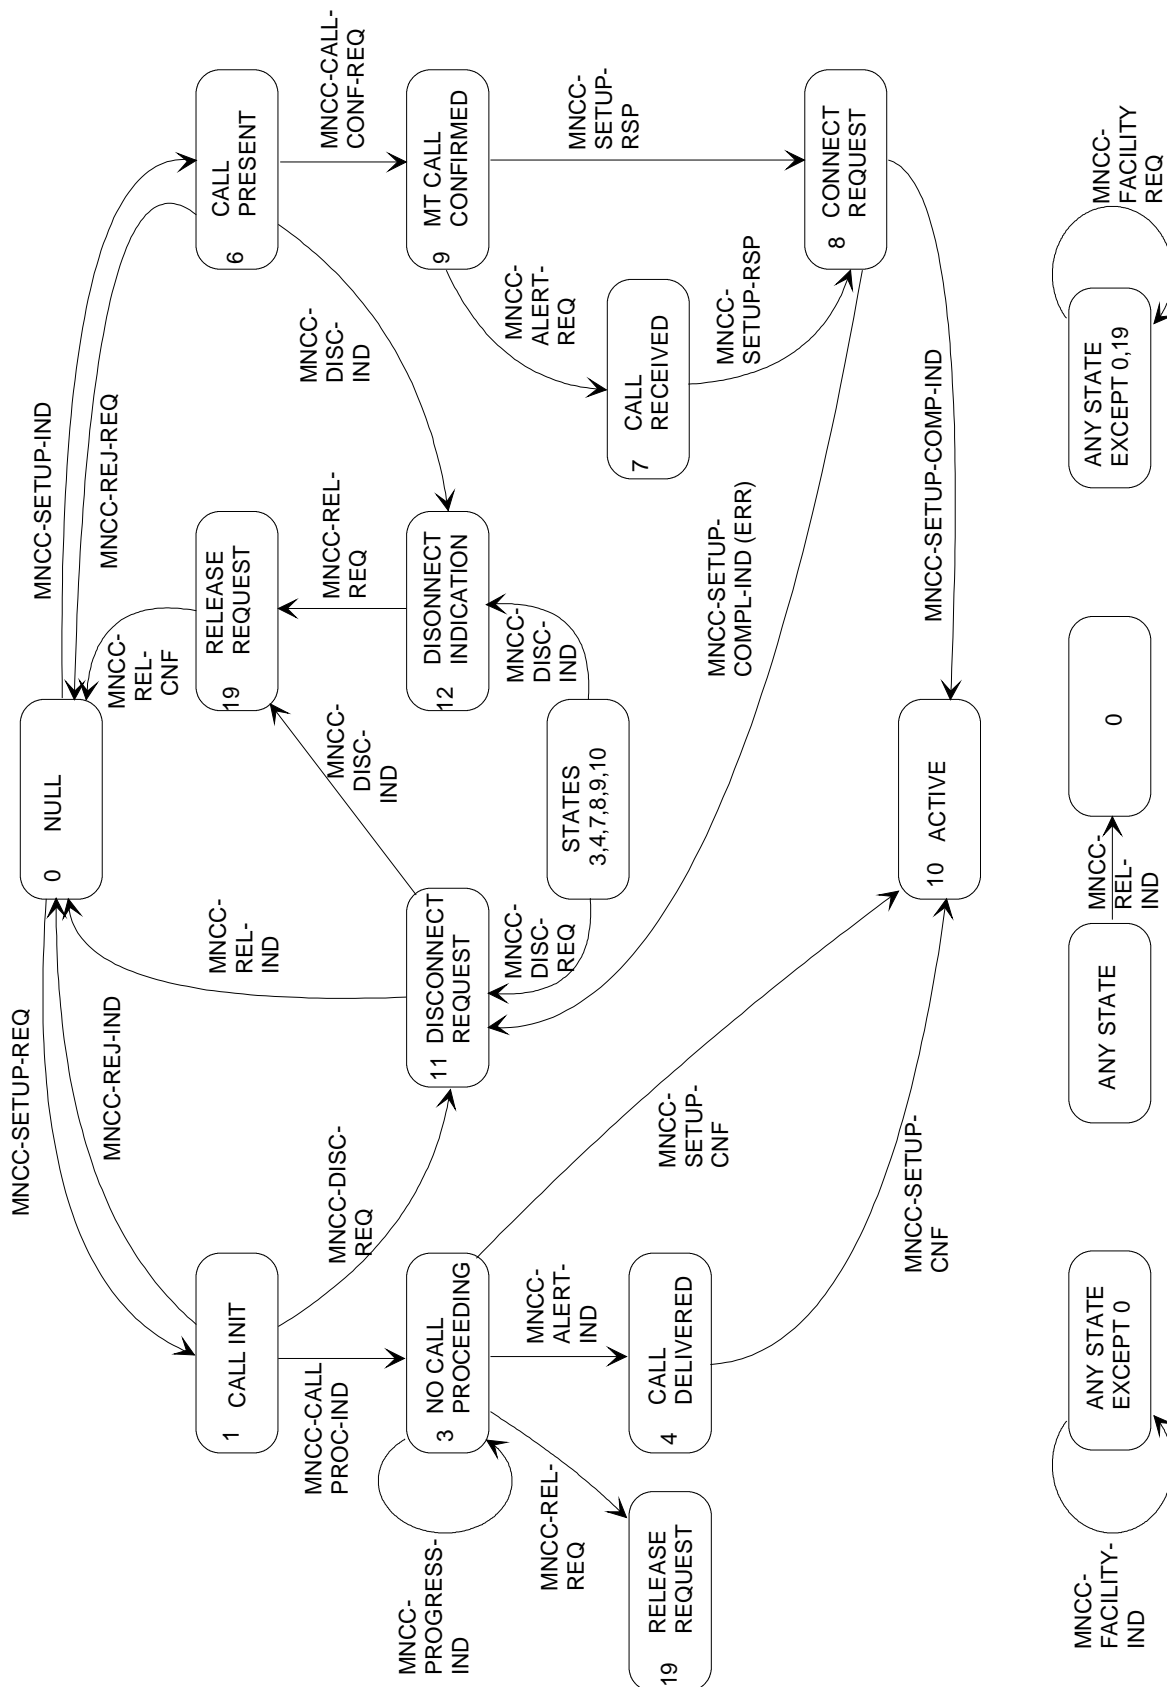 MNCC-SETUP-REQ
MNCC-REJ-IND
0 NULL
MNCC-SETUP-IND
MNCC-REJ-REQ
MNCC-
REL-
IND
MNCC-
REL-
CNF
1 CALL INIT
19 RELEASE
REQUEST
6 CALL
PRESENT
MNCC-CALL
PROC-IND
MNCC-DISC-
REQ
MNCC-
DISC-
IND
MNCC-REL-
REQ
MNCC-
DISC-
IND
MNCC-CALL-
CONF-REQ
MNCC-
PROGRESS-
IND
3 NO CALL
PROCEEDING
11 DISCONNECT
REQUEST
12 DISONNECT
INDICATION
9 MT CALL
CONFIRMED
MNCC-
DISC-
REQ
MNCC-
DISC-
IND
MNCC-REL-
REQ
MNCC-
ALERT-
IND
STATES
3,4,7,8,9,10
MNCC-
ALERT-
REQ
MNCC-
SETUP-
RSP
19 RELEASE
REQUEST
4 CALL
DELIVERED
MNCC-
SETUP-
CNF
MNCC-SETUP-
COMPL-IND (ERR)
7 CALL
RECEIVED
MNCC-
SETUP-RSP
8 CONNECT
REQUEST
MNCC-SETUP-
CNF
10 ACTIVE
MNCC-SETUP-COMP-IND
MNCC-
FACILITY-
IND
ANY STATE
EXCEPT 0
ANY STATE
MNCC-
REL-
IND
0
ANY STATE
EXCEPT 0,19
MNCC-
FACILITY
REQ